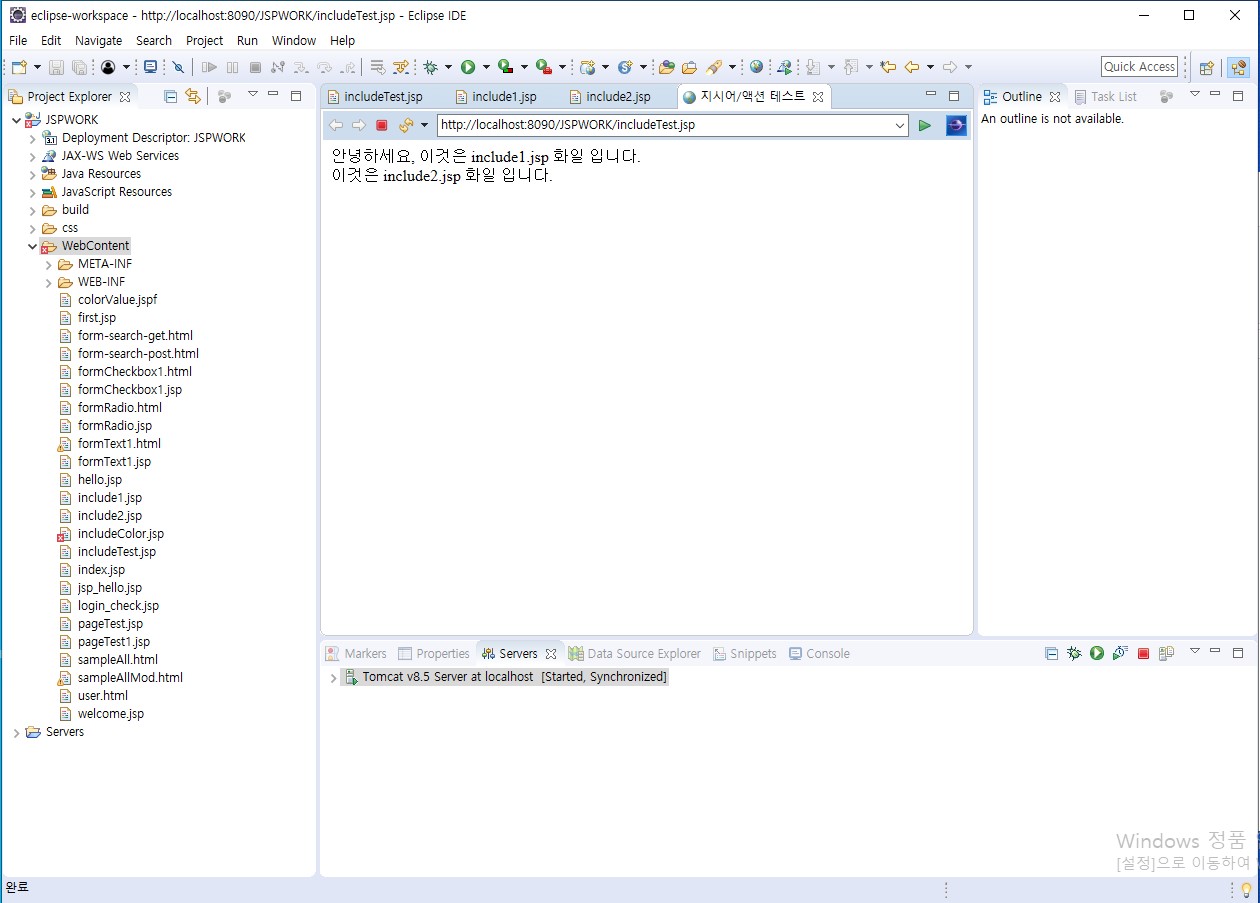 eclipse-workspace - http://localhost:8090/JSPWORK/includeTest.jsp - Eclipse IDE
File Edit Navigate Search Project Run Window Help
Quick Access
Project Explorer
JSPWORK
Deployment Descriptor: JSPWORK
JAX-WS Web Services
Java Resources
JavaScript Resources
build
css
WebContent
META-INF
WEB-INF
colorValue.jspf
first.jsp
form-search-get.html
form-search-post.html
formCheckbox1.html
formCheckbox1.jsp
formRadio.html
formRadio.jsp
formText1.html
formText1.jsp
hello.jsp
include1.jsp
include2.jsp
includeColor.jsp
includeTest.jsp
index.jsp
jsp_hello.jsp
login_check.jsp
pageTest.jsp
pageTest1.jsp
sampleAll.html
sampleAllMod.html
user.html
welcome.jsp
Servers
includeTest.jsp include1.jsp include2.jsp 지시어/액션 테스트
http://localhost:8090/JSPWORK/includeTest.jsp
안녕하세요, 이것은 include1.jsp 화일 입니다.
이것은 include2.jsp 화일 입니다.
Outline Task List
An outline is not available.
Markers Properties Servers Data Source Explorer Snippets Console
Tomcat v8.5 Server at localhost [Started, Synchronized]
Windows 정품
[설정]으로 이동하여
완료